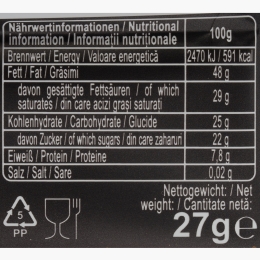 Nährwertinformationen / Nutritional
information / Informații nutriționale
100g
Brennwert / Energy / Valoare energetică
2470 kJ / 591 kcal
Fett / Fat / Grăsimi
48 g
davon gesättigte Fettsäuren / of which
saturates / din care acizi grași saturați
29 g
Kohlenhydrate / Carbohydrate / Glucide
25 g
davon Zucker / of which sugars / din care zaharuri
22 g
Eiweiß / Protein / Proteine
7,8 g
Salz / Salt / Sare
0,02 g
Nettogewicht: / Net
weight: / Cantitate netă:
27g℮
5
PP